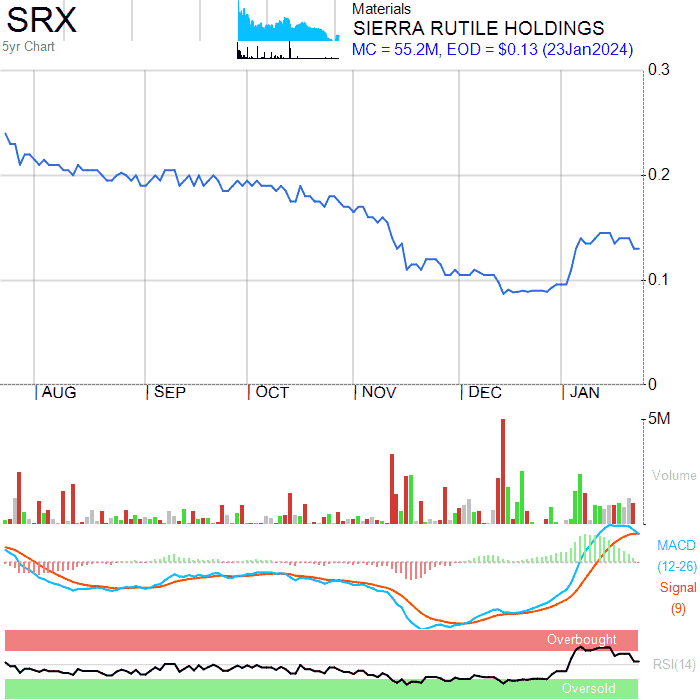 SRX
5yr Chart
Materials
SIERRA RUTILE HOLDINGS
MC = 55.2M, EOD = $0.13 (23Jan2024)
0.3
0.2
0.1
0
AUG SEP OCT NOV DEC JAN
5M
Volume
MACD
(12-26)
Signal
(9)
Overbought
RSI(14)
Oversold